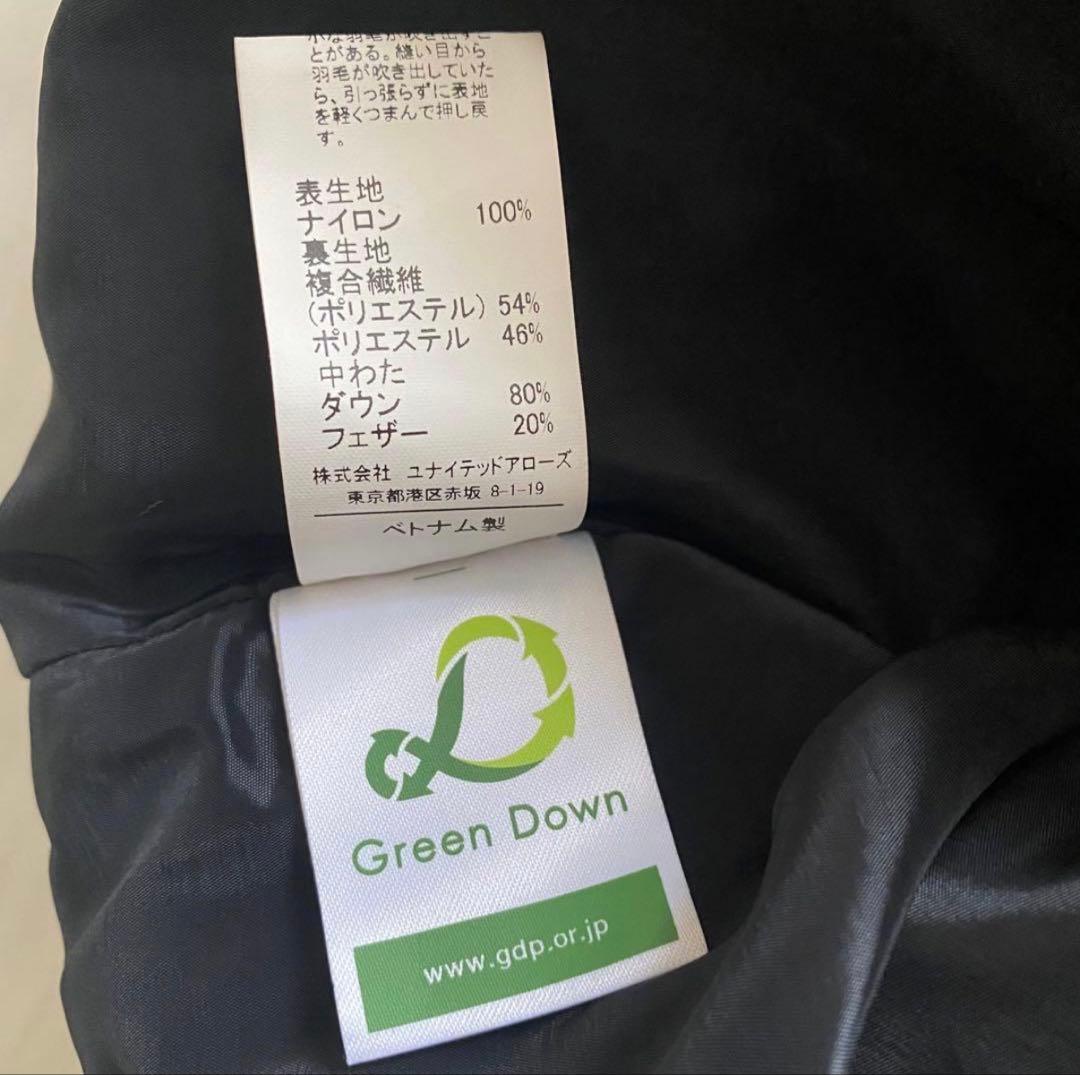 とがある。縫い目から
羽毛が吹き出していた
ら、引っ張らずに表地
を軽くつまんで押し戻
す。
表生地
ナイロン 100%
裏生地
複合繊維
(ポリエステル) 54%
ポリエステル 46%
中わた
ダウン 80%
フェザー 20%
株式会社 ユナイテッドアローズ
東京都港区赤坂 8-1-19
ベトナム製
Green Down
www.gdp.or.jp